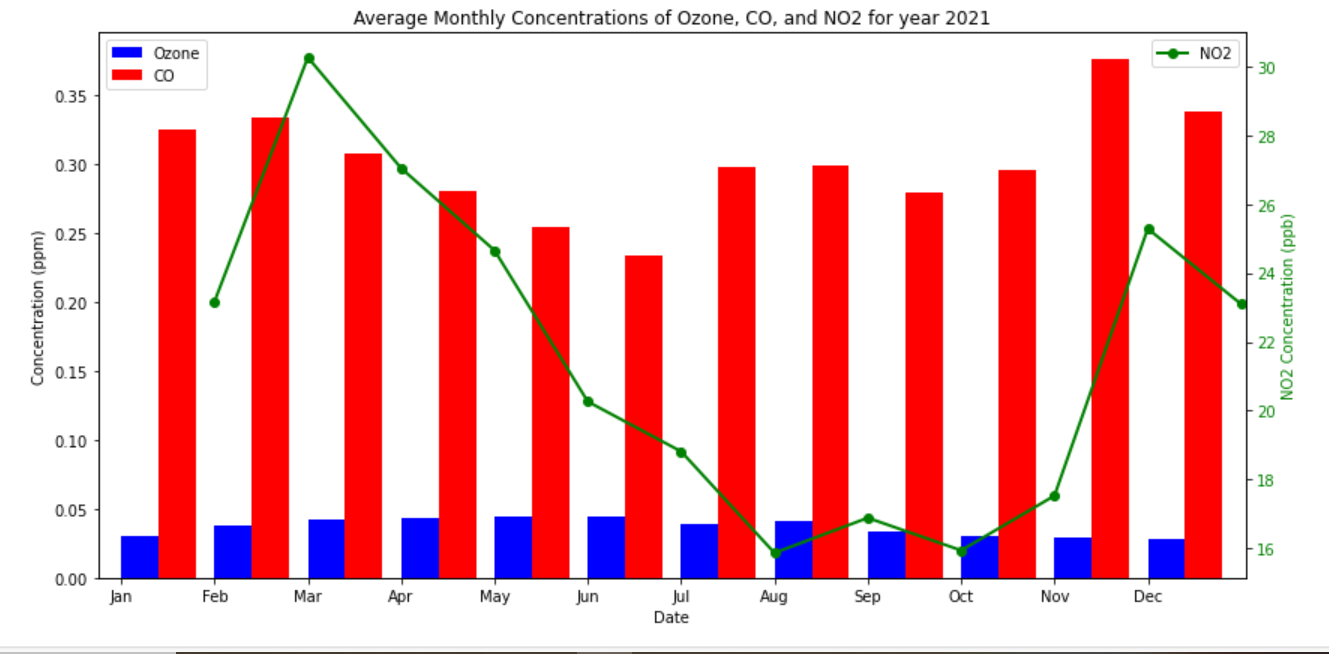 Average Monthly Concentrations of Ozone, CO, and NO2 for year 2021
Ozone
CO
NO2
Concentration (ppm)
0.35
0.30
0.25
0.20
0.15
0.10
0.05
0.00
30
28
26
24
22
20
18
16
NO2 Concentration (ppb)
Jan Feb Mar Apr May Jun Jul Aug Sep Oct Nov Dec
Date